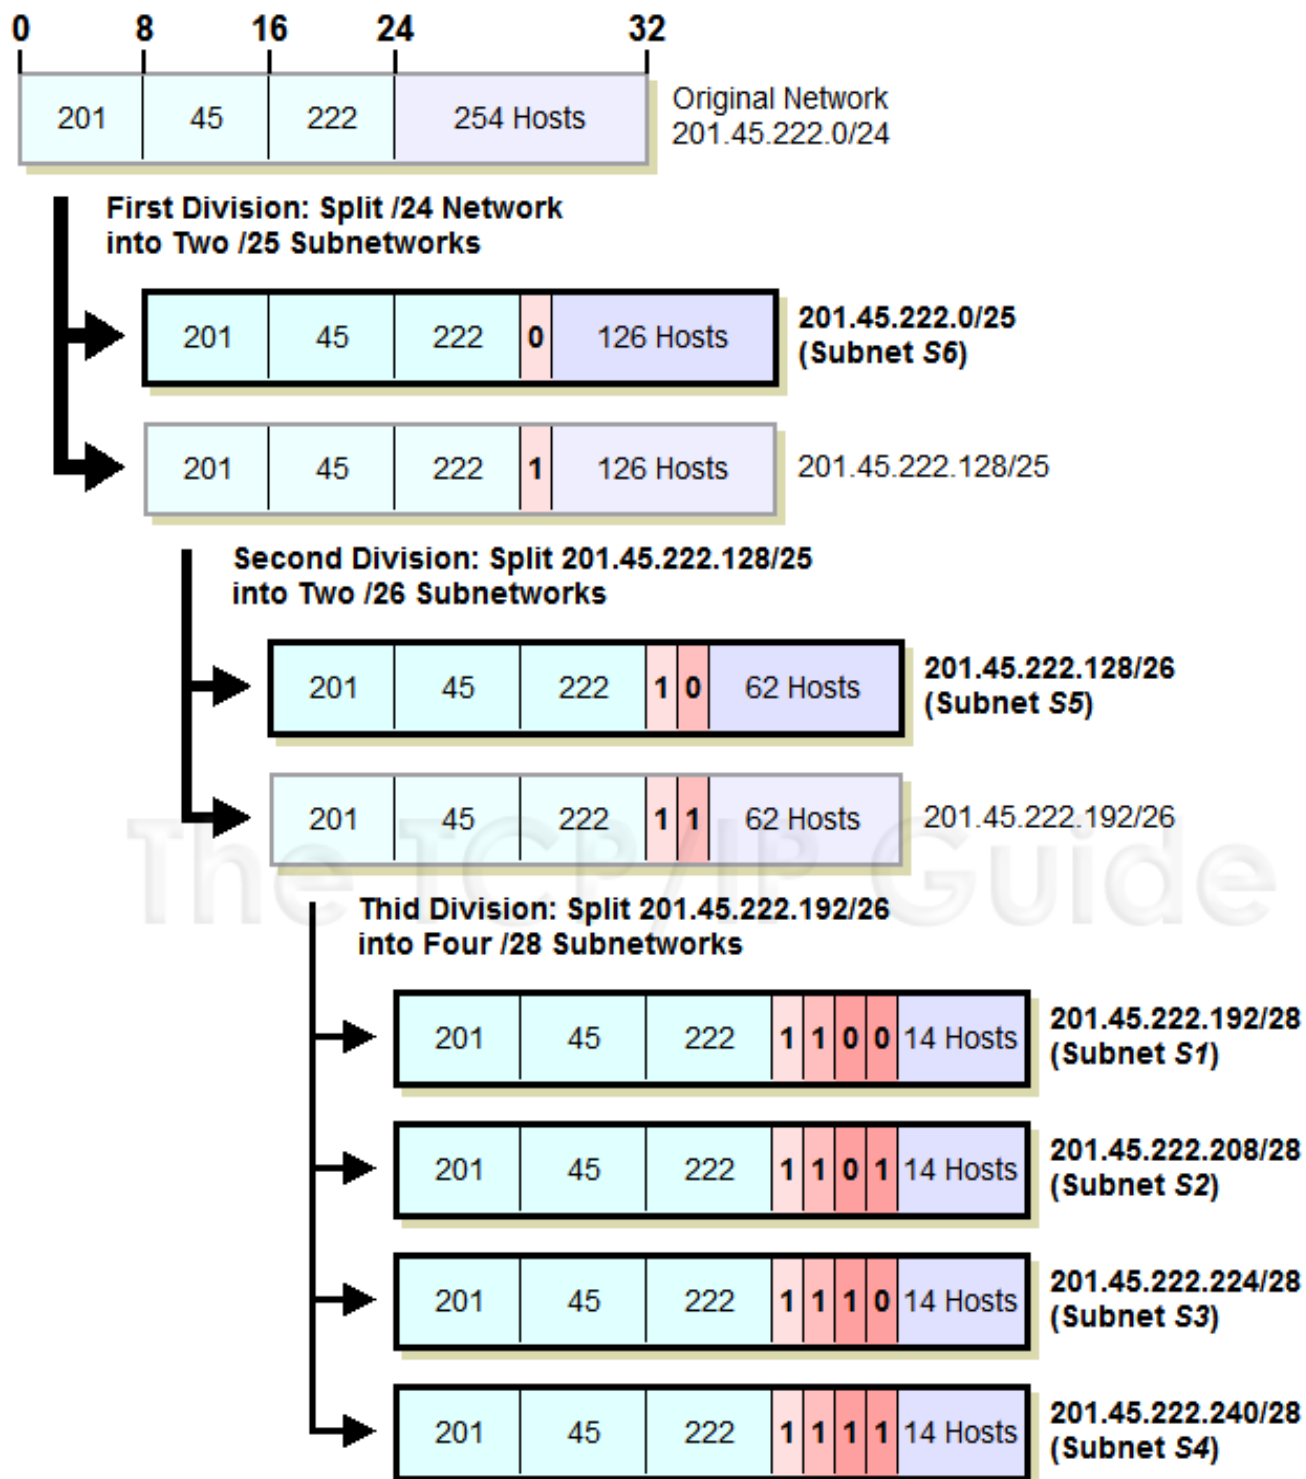 0 8 16 24 32
201 45 222 254 Hosts
Original Network
201.45.222.0/24
First Division: Split /24 Network
into Two /25 Subnetworks
201 45 222 0 126 Hosts
201.45.222.0/25
(Subnet S6)
201 45 222 1 126 Hosts
201.45.222.128/25
Second Division: Split 201.45.222.128/25
into Two /26 Subnetworks
201 45 222 1 0 62 Hosts
201.45.222.128/26
(Subnet S5)
201 45 222 1 1 62 Hosts
201.45.222.192/26
The TCP/IP Guide
Thid Division: Split 201.45.222.192/26
into Four /28 Subnetworks
201 45 222 1 1 0 0 14 Hosts
201.45.222.192/28
(Subnet S1)
201 45 222 1 1 0 1 14 Hosts
201.45.222.208/28
(Subnet S2)
201 45 222 1 1 1 0 14 Hosts
201.45.222.224/28
(Subnet S3)
201 45 222 1 1 1 1 14 Hosts
201.45.222.240/28
(Subnet S4)